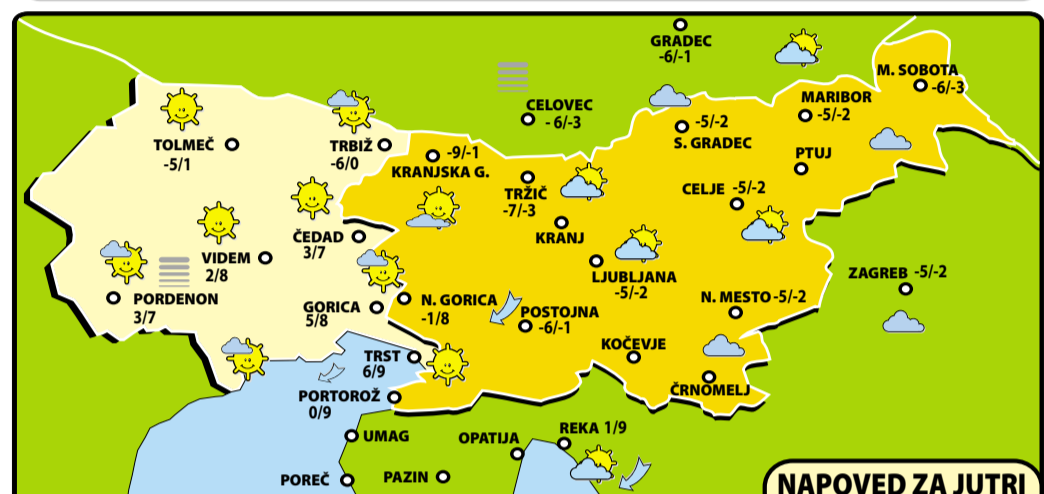 GRADEC
-6/-1
M. SOBOTA
-6/-3
CELOVEC
- 6/-3
MARIBOR
-5/-2
-5/-2
S. GRADEC
TOLMEČ
-5/1
TRBIŽ
-6/0
-9/-1
KRANJSKA G.
PTUJ
TRŽIČ
-7/-3
CELJE -5/-2
KRANJ
ČEDAD
3/7
VIDEM
2/8
LJUBLJANA
-5/-2
ZAGREB -5/-2
PORDENON
3/7
GORICA
5/8
N. GORICA
-1/8
N. MESTO -5/-2
POSTOJNA
-6/-1
KOČEVJE
TRST
6/9
ČRNOMELJ
PORTOROŽ
0/9
UMAG
OPATIJA
REKA 1/9
POREČ
PAZIN
NAPOVED ZA JUTRI